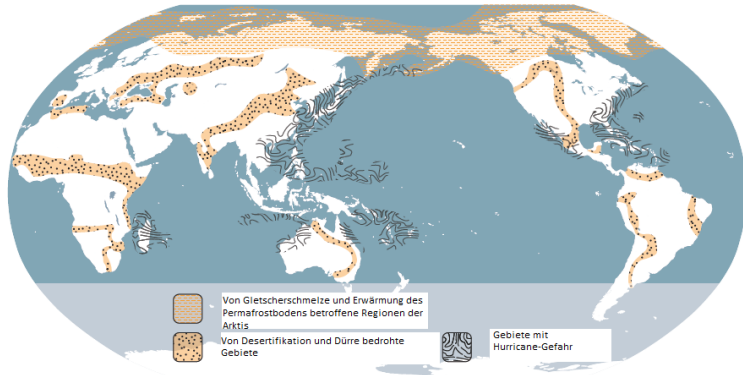 Von Gletscherschmelze und Erwärmung des
Permafrostbodens betroffene Regionen der
Arktis
Von Desertifikation und Dürre bedrohte
Gebiete
Gebiete mit
Hurricane-Gefahr